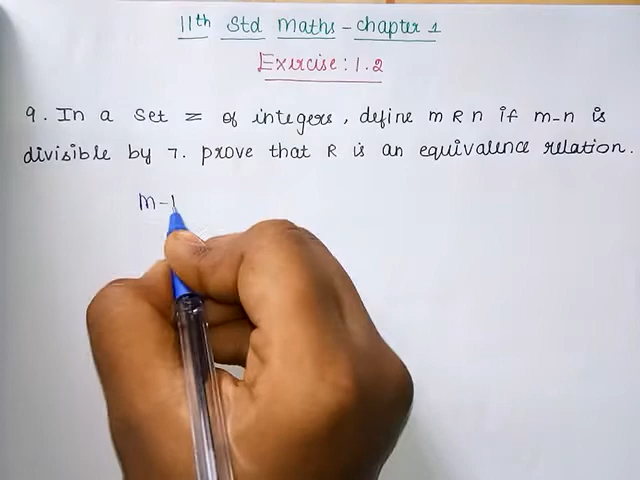 11th Std Maths - chapter 1
Exercise: 1.2
9. In a set Z of integers, define m R n if m-n is
divisible by 7. prove that R is an equivalence relation.
m-